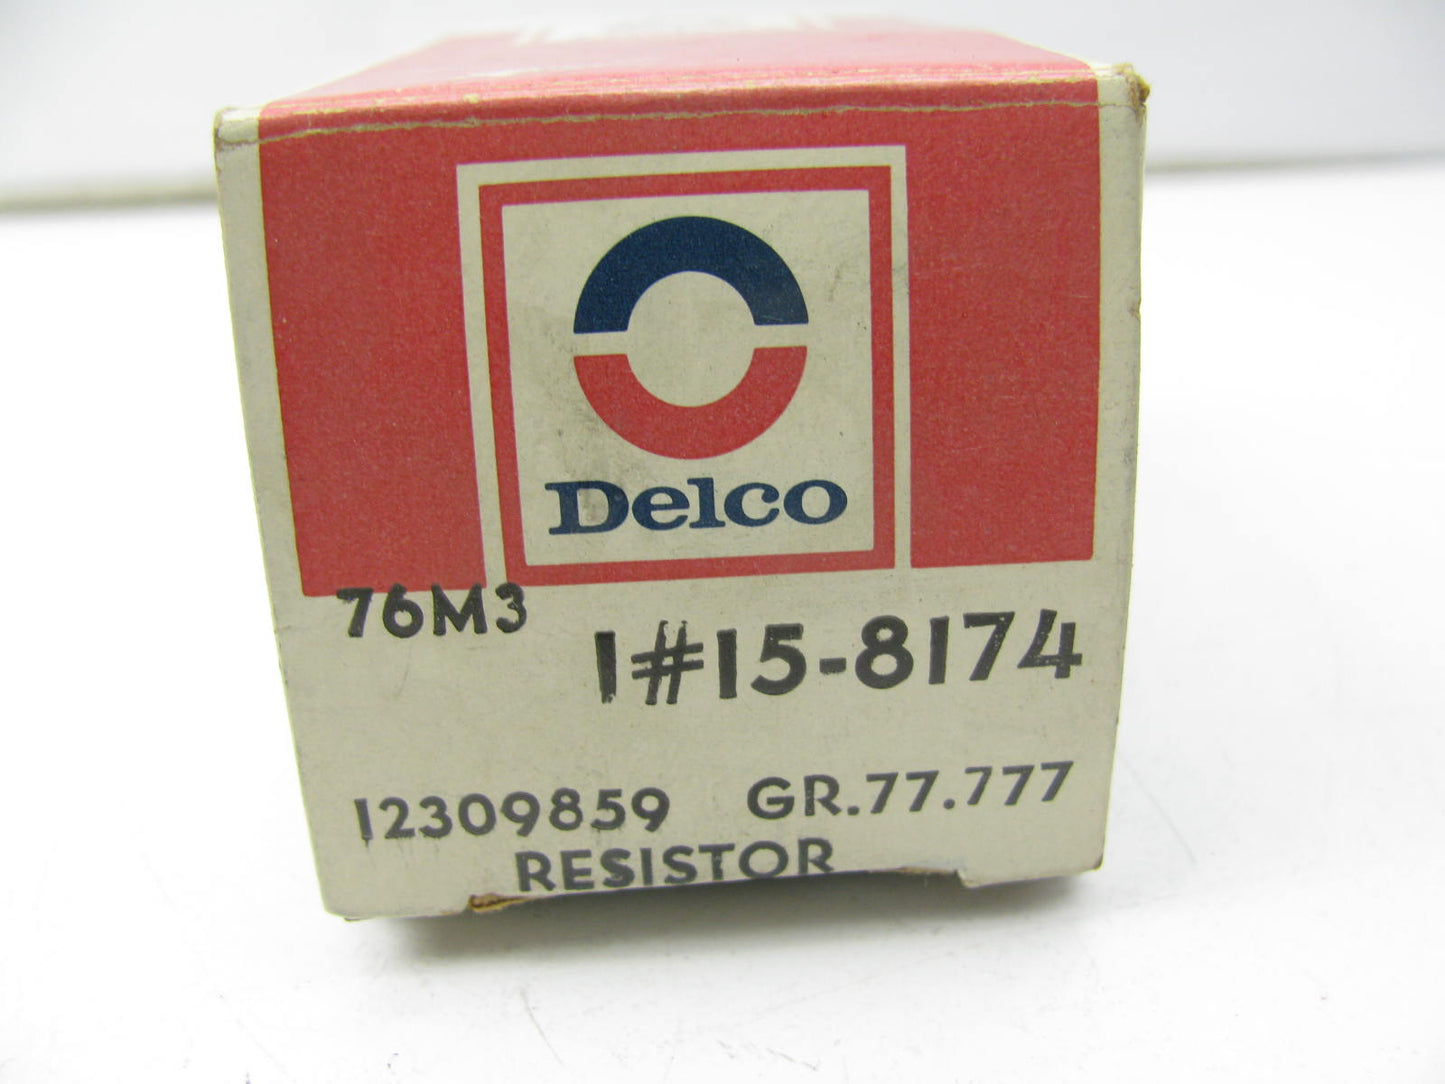 Delco
76M3
1#15-8174
12309859 GR.77.777
RESISTOR